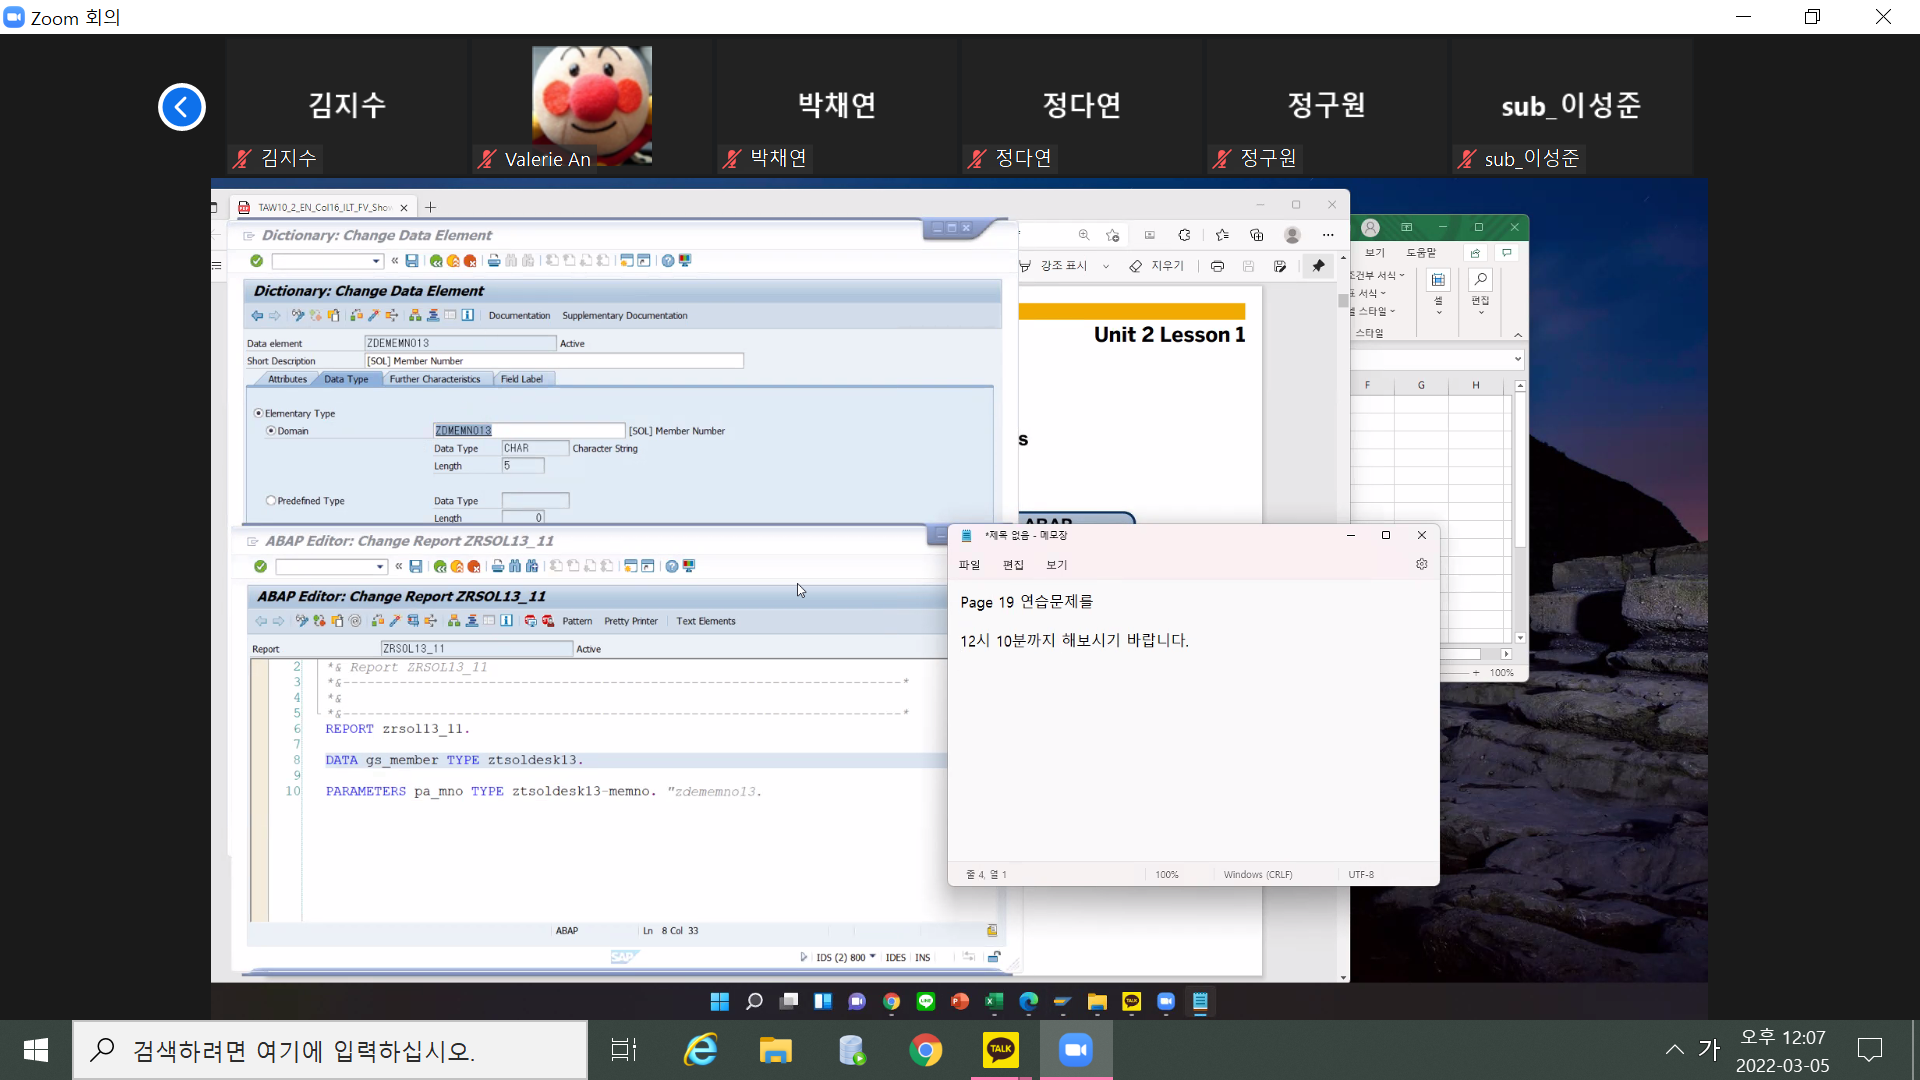 Zoom 회의
김지수
박채연
정다연
정구원
sub_이성준
김지수
Valerie An
박채연
정다연
정구원
sub_이성준
TAW10_2_EN_Col16_ILT_FV_Show
Dictionary: Change Data Element
Dictionary: Change Data Element
Documentation
Supplementary Documentation
Data element
ZDEMEMNO13
Active
Short Description
[SOL] Member Number
Attributes
Data Type
Further Characteristics
Field Label
Elementary Type
Domain
ZDMEMNO13
[SOL] Member Number
Data Type
CHAR
Character String
Length
5
Predefined Type
Data Type
Length
0
강조 표시
지우기
Unit 2 Lesson 1
s
보기
도움말
조건부 서식
표 서식
셀 스타일
스타일
셀
편집
F
G
H
100%
ABAP Editor: Change Report ZRSOL13_11
ABAP Editor: Change Report ZRSOL13_11
Pattern
Pretty Printer
Text Elements
Report
ZRSOL13_11
Active
2 *& Report ZRSOL13_11
3 *&---------------------------------------------------------------------*
4 *&
5 *&---------------------------------------------------------------------*
6 REPORT zrsol13_11.
7
8 DATA gs_member TYPE ztsoldesk13.
9
10 PARAMETERS pa_mno TYPE ztsoldesk13-memno. "zdememno13.
ABAP
Ln 8 Col 33
SAP
IDS (2) 800
IDES
INS
*제목 없음 - 메모장
파일
편집
보기
Page 19 연습문제를
12시 10분까지 해보시기 바랍니다.
줄 4, 열 1
100%
Windows (CRLF)
UTF-8
TALK
검색하려면 여기에 입력하십시오.
TALK
가
오후 12:07
2022-03-05